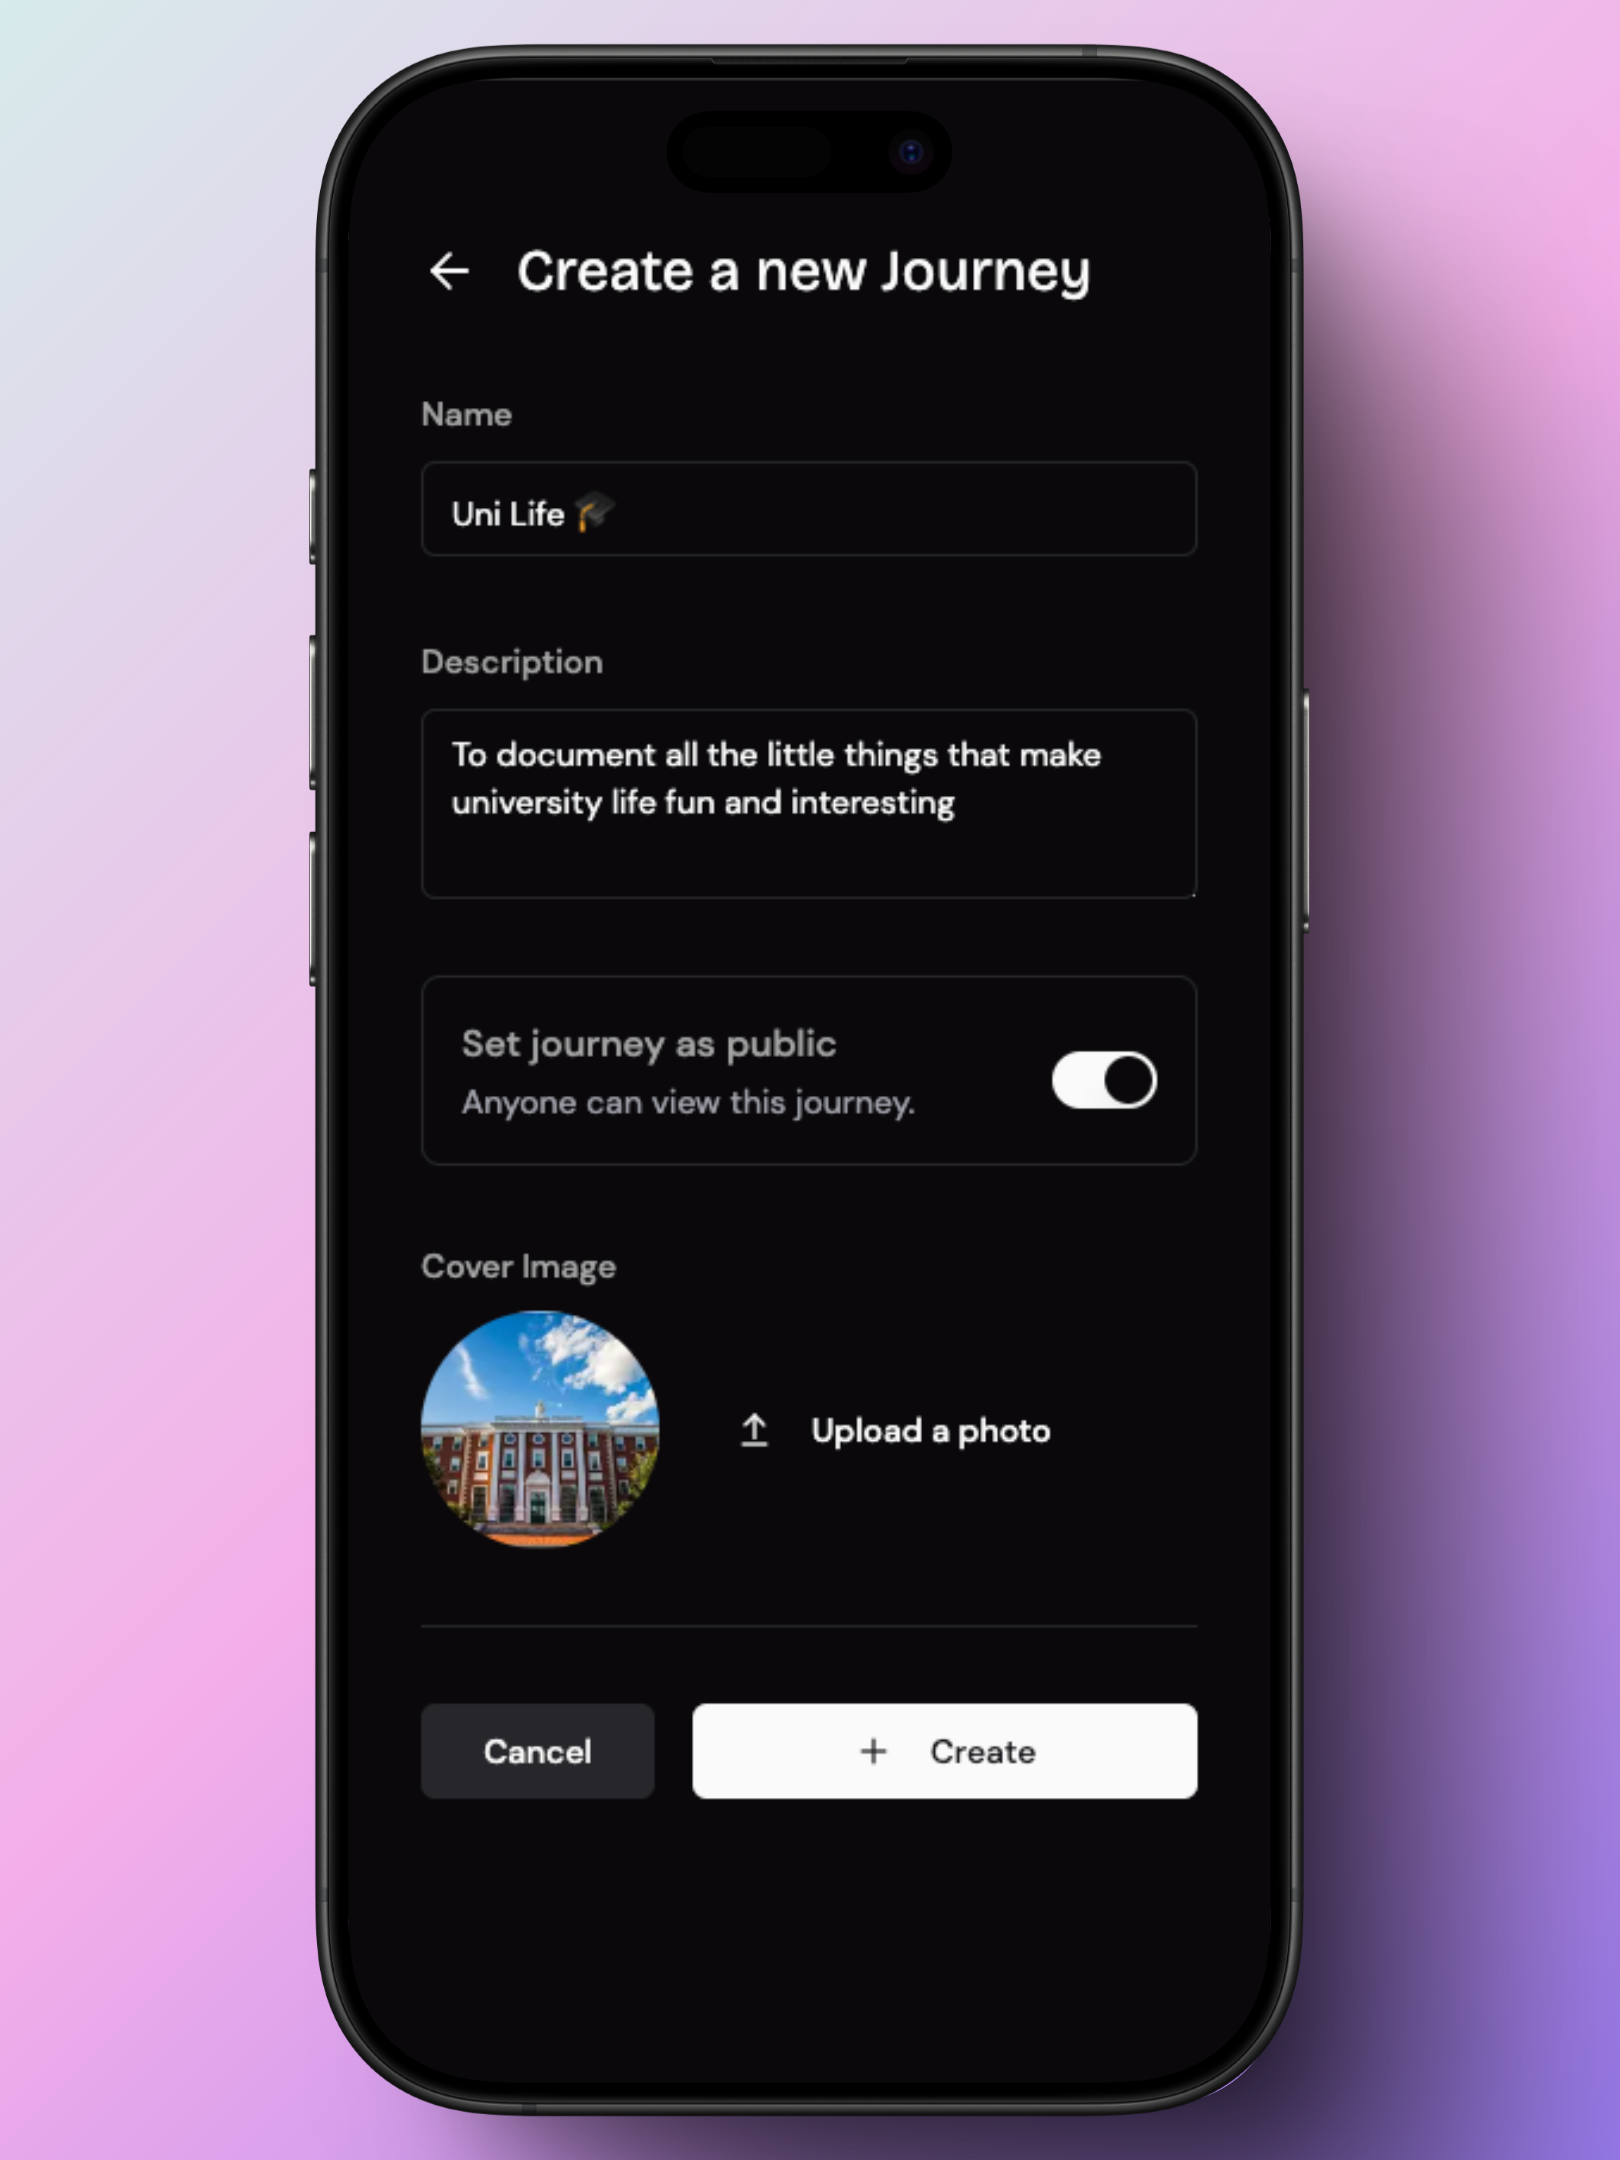 Create a new Journey
Name
Uni Life 🎓
Description
To document all the little things that make
university life fun and interesting
Set journey as public
Anyone can view this journey.
Cover Image
Upload a photo
Cancel
+ Create